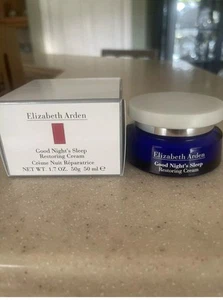 Elizabeth Arden
Good Night's Sleep
Restoring Cream
Crème Nuit Réparatrice
NET WT. 1.7 OZ. 50g 50 ml ℮
Elizabeth Arden
Good Night's Sleep
Restoring Cream